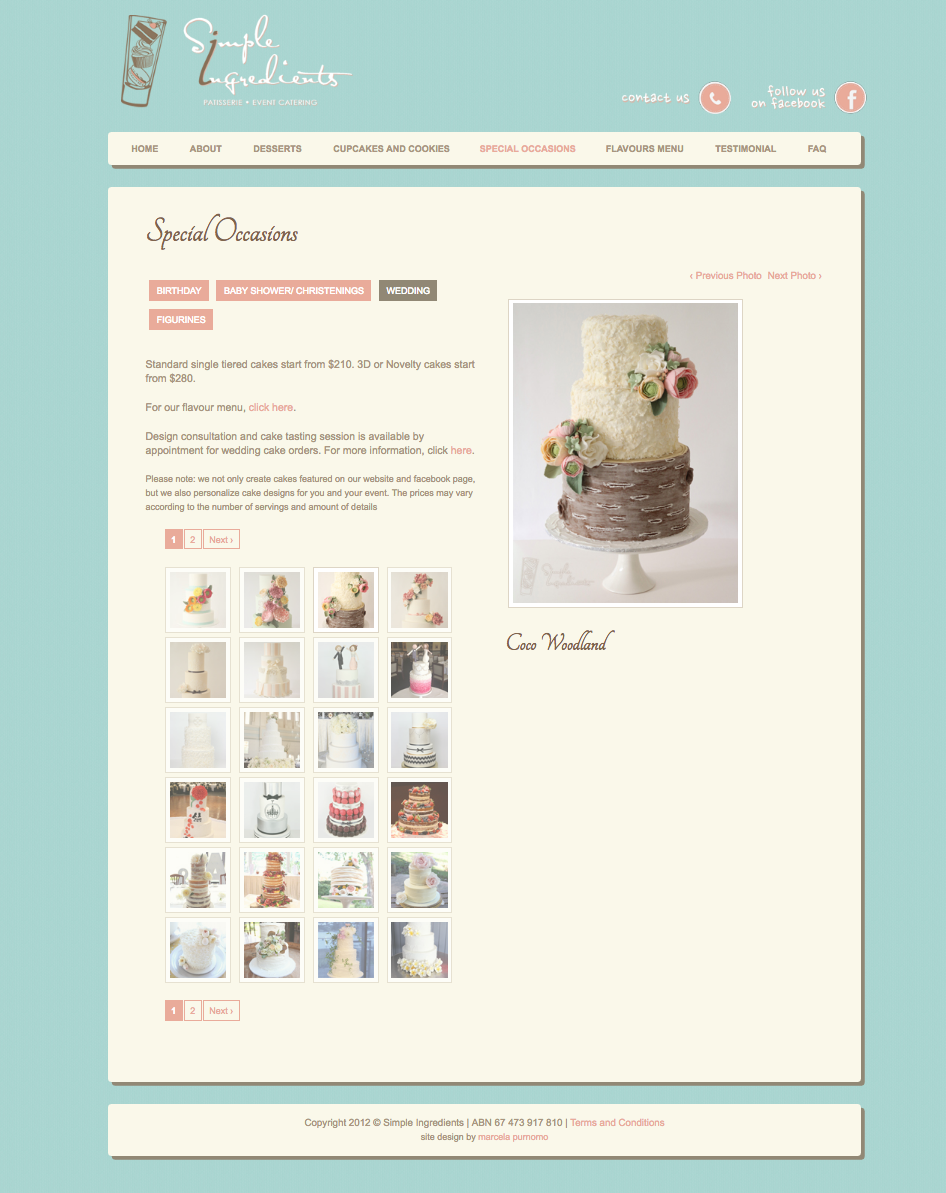 Simple
Ingredients
PATISSERIE • EVENT CATERING
contact us
follow us
on facebook
HOME ABOUT DESSERTS CUPCAKES AND COOKIES SPECIAL OCCASIONS FLAVOURS MENU TESTIMONIAL FAQ
Special Occasions
‹ Previous Photo Next Photo ›
BIRTHDAY BABY SHOWER/ CHRISTENINGS WEDDING
FIGURINES
Standard single tiered cakes start from $210. 3D or Novelty cakes start
from $280.
For our flavour menu, click here.
Design consultation and cake tasting session is available by
appointment for wedding cake orders. For more information, click here.
Please note: we not only create cakes featured on our website and facebook page,
but we also personalize cake designs for you and your event. The prices may vary
according to the number of servings and amount of details
1 2 Next ›
Simple
Ingredients
Coco Woodland
1 2 Next ›
Copyright 2012 © Simple Ingredients | ABN 67 473 917 810 | Terms and Conditions
site design by marcela purnomo